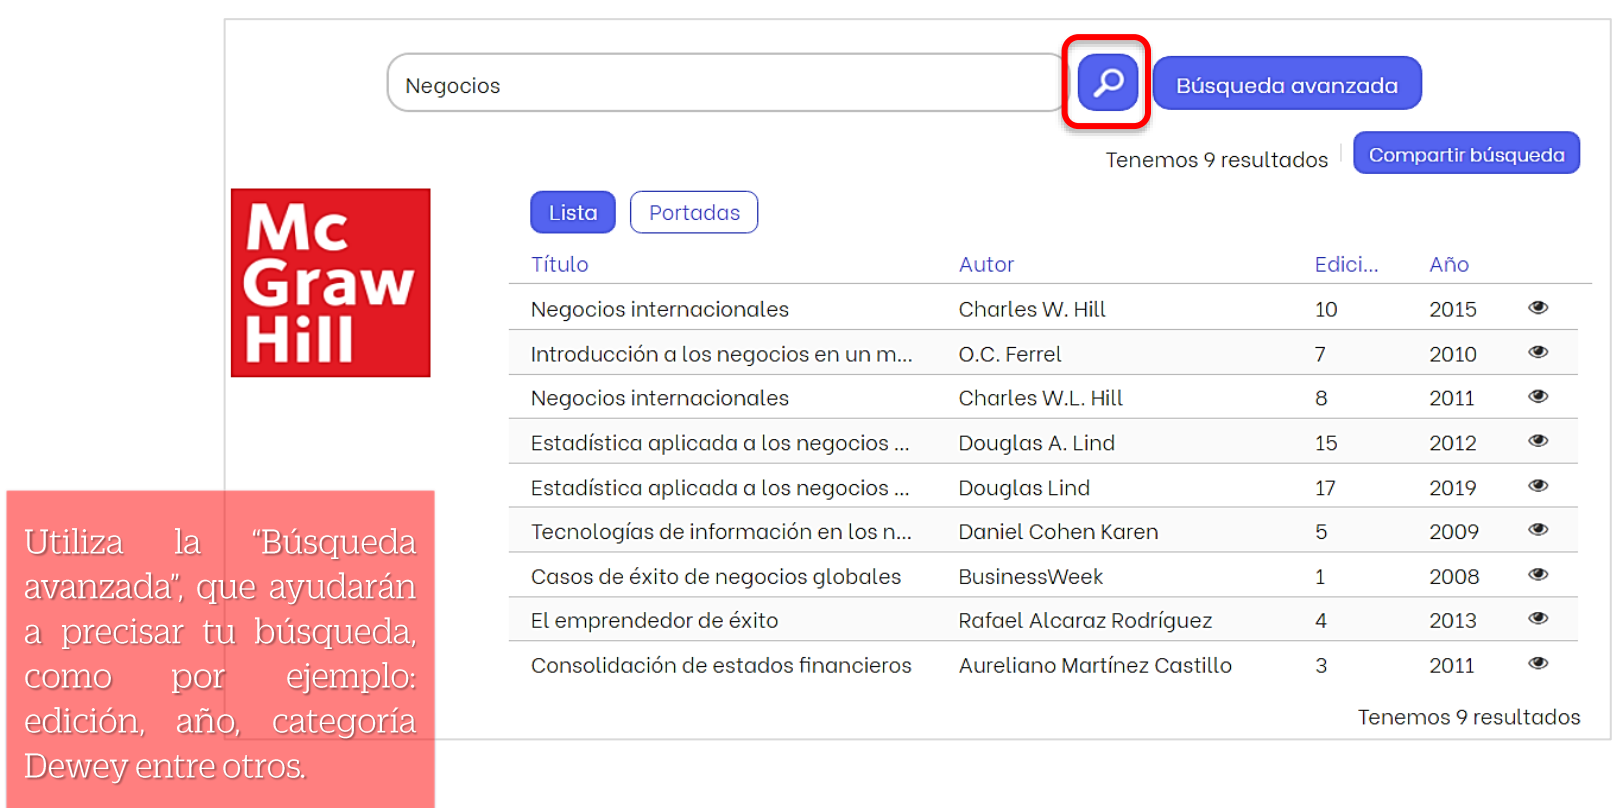 Negocios
Búsqueda avanzada
Tenemos 9 resultados
Compartir búsqueda
Mc
Graw
Hill
Lista Portadas
Título Autor Edici... Año
Negocios internacionales Charles W. Hill 10 2015
Introducción a los negocios en un m... O.C. Ferrel 7 2010
Negocios internacionales Charles W.L. Hill 8 2011
Estadística aplicada a los negocios ... Douglas A. Lind 15 2012
Estadística aplicada a los negocios ... Douglas Lind 17 2019
Tecnologías de información en los n... Daniel Cohen Karen 5 2009
Casos de éxito de negocios globales BusinessWeek 1 2008
El emprendedor de éxito Rafael Alcaraz Rodríguez 4 2013
Consolidación de estados financieros Aureliano Martínez Castillo 3 2011
Tenemos 9 resultados
Utiliza la “Búsqueda
avanzada”, que ayudarán
a precisar tu búsqueda,
como por ejemplo:
edición, año, categoría
Dewey entre otros.